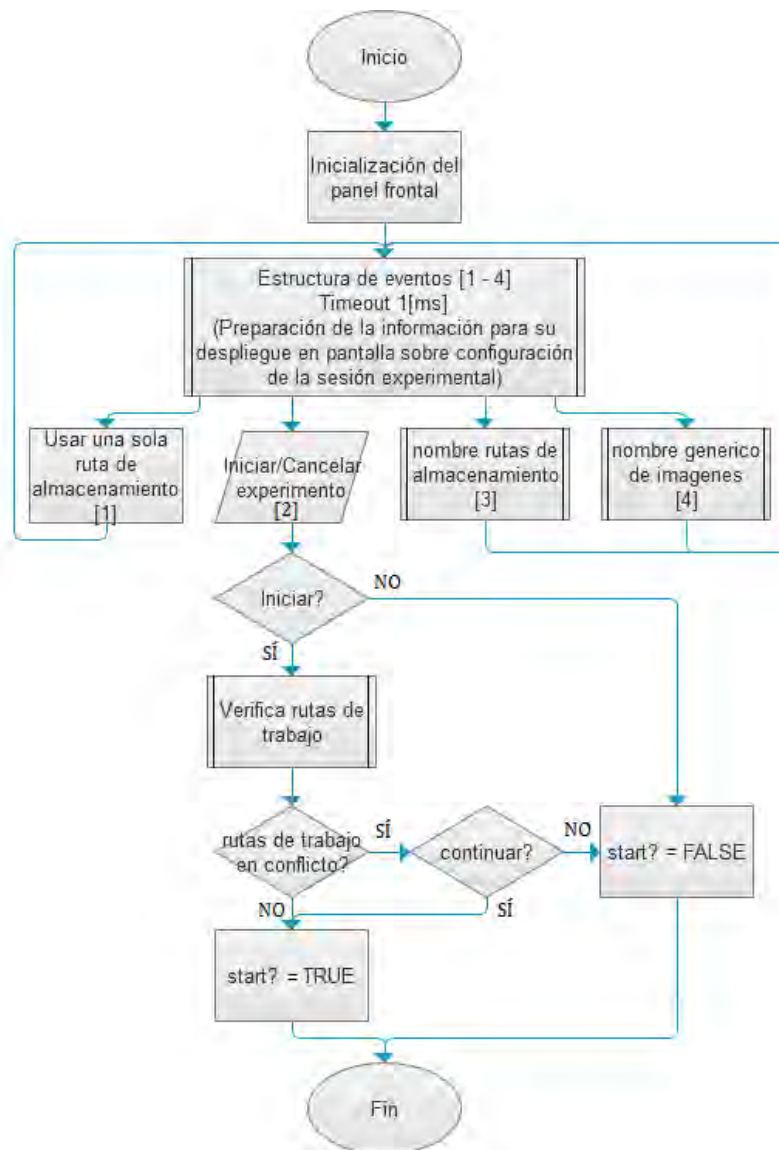 Inicio
Inicialización del
panel frontal
Estructura de eventos [1 - 4]
Timeout 1[ms]
(Preparación de la información para su
despliegue en pantalla sobre configuración
de la sesión experimental)
Usar una sola
ruta de
almacenamiento
[1]
Iniciar/Cancelar
experimento
[2]
nombre rutas de
almacenamiento
[3]
nombre generico
de imagenes
[4]
Iniciar?
NO
SÍ
Verifica rutas de
trabajo
rutas de trabajo
en conflicto?
SÍ
continuar?
NO
start? = FALSE
NO
SÍ
start? = TRUE
Fin